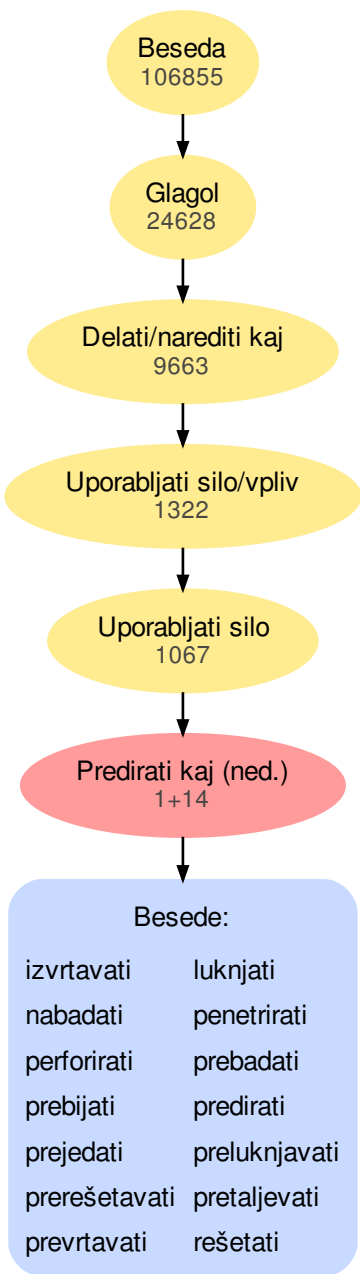 Beseda
106855
Glagol
24628
Delati/narediti kaj
9663
Uporabljati silo/vpliv
1322
Uporabljati silo
1067
Predirati kaj (ned.)
1+14
Besede:
izvrtavati luknjati
nabadati penetrirati
perforirati prebadati
prebijati predirati
prejedati preluknjavati
prerešetavati pretaljevati
prevrtavati rešetati